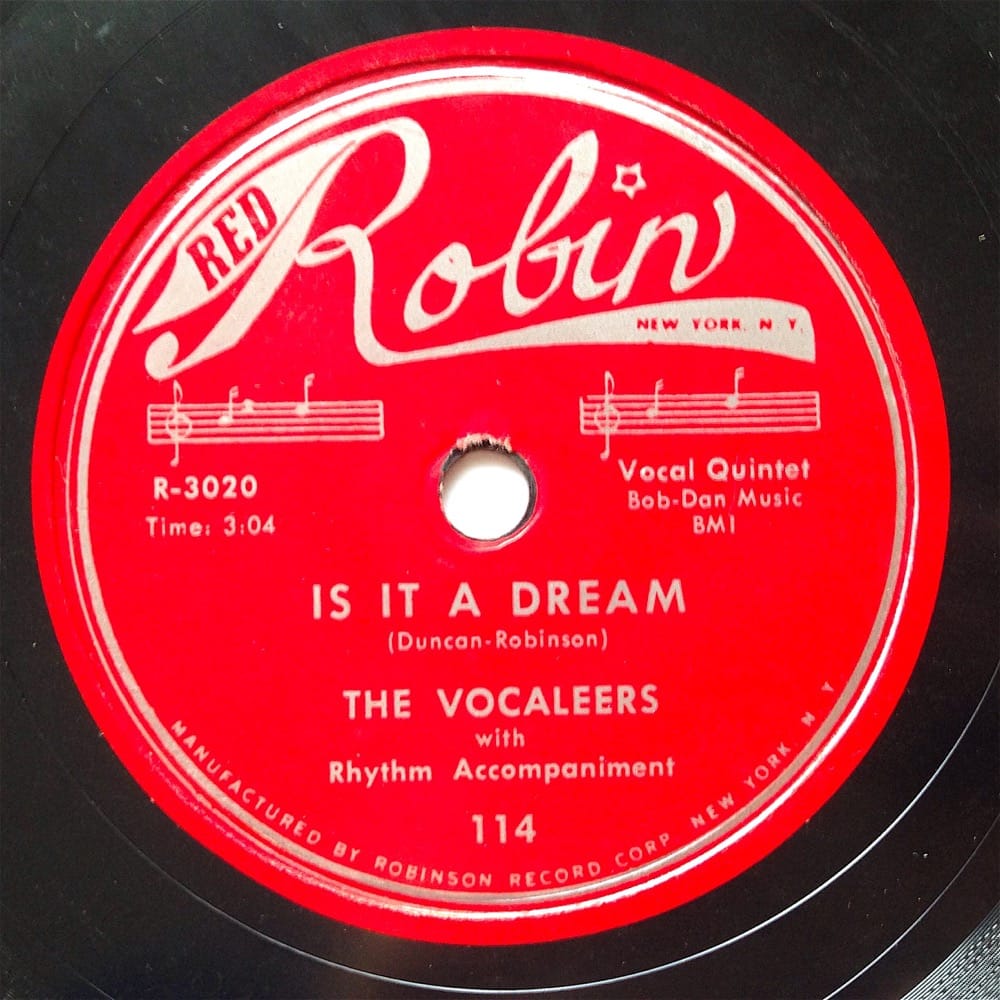 RED
Robin
NEW YORK, N Y.
R-3020
Time: 3:04
Vocal Quintet
Bob-Dan Music
BMI
IS IT A DREAM
(Duncan-Robinson)
THE VOCALEERS
with
Rhythm Accompaniment
114
MANUFACTURED BY ROBINSON RECORD CORP NEW YORK N Y